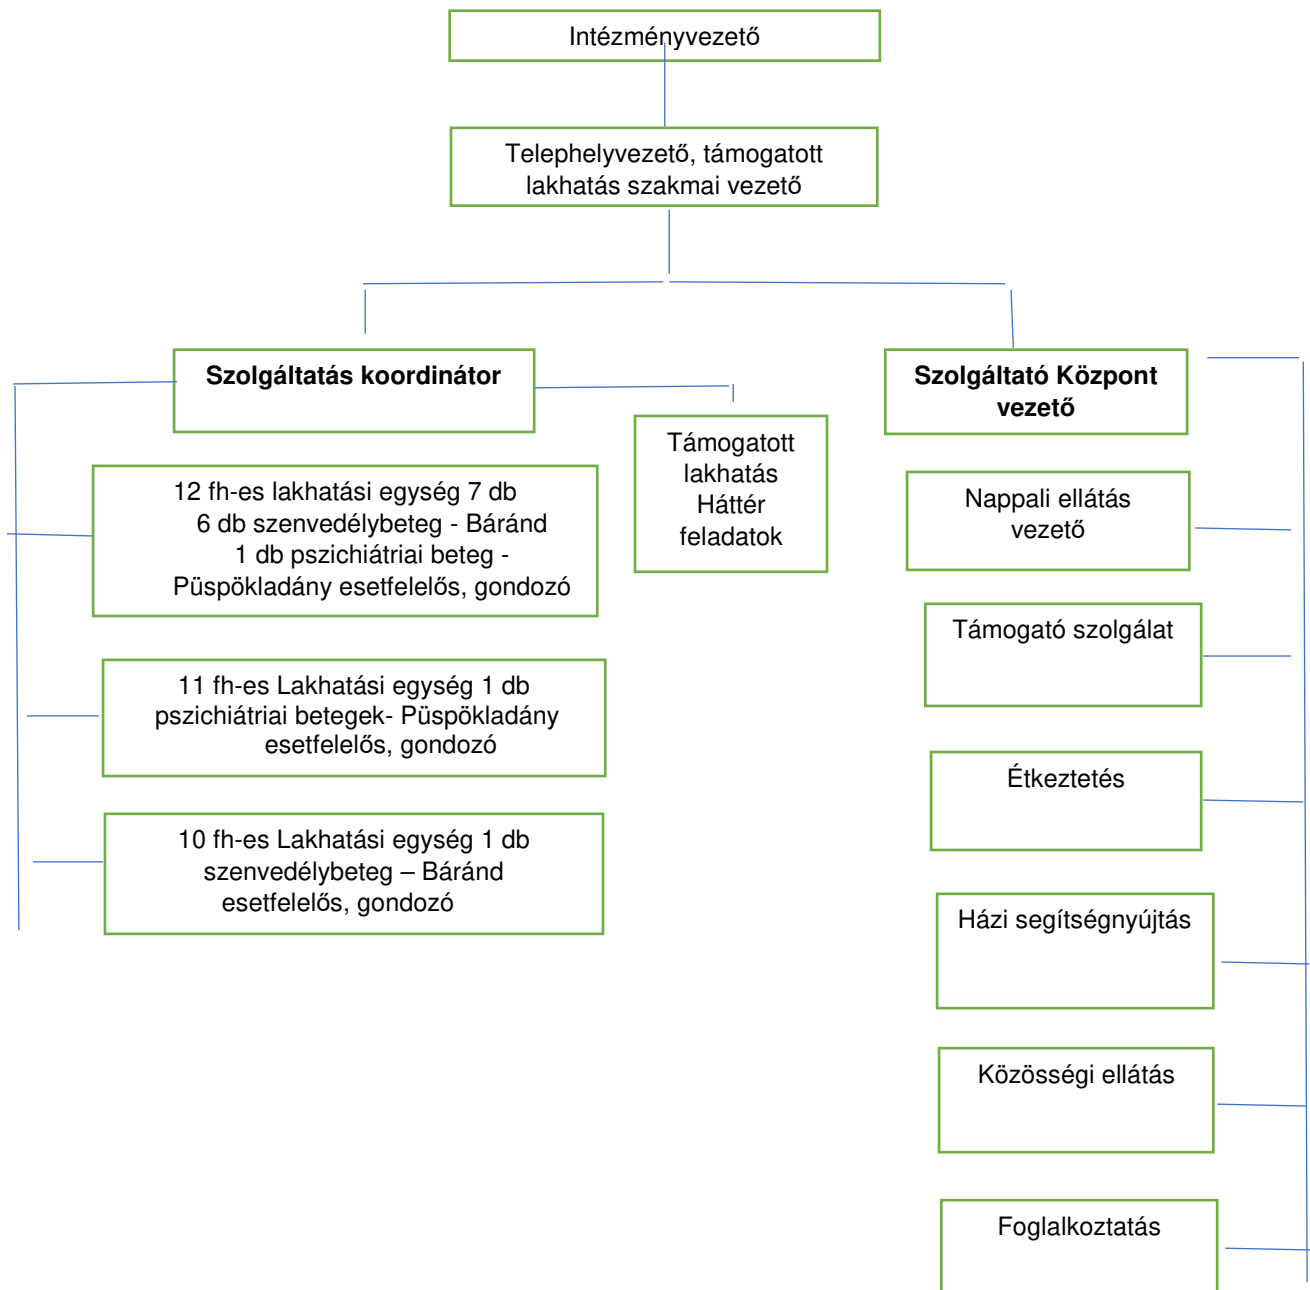 Intézményvezető
Telephelyvezető, támogatott
lakhatás szakmai vezető
Szolgáltatás koordinátor
Szolgáltató Központ
vezető
Támogatott
lakhatás
Háttér
feladatok
12 fh-es lakhatási egység 7 db
6 db szenvedélybeteg - Báránd
1 db pszichiátriai beteg -
Püspökladány esetfelelős, gondozó
11 fh-es Lakhatási egység 1 db
pszichiátriai betegek- Püspökladány
esetfelelős, gondozó
10 fh-es Lakhatási egység 1 db
szenvedélybeteg – Báránd
esetfelelős, gondozó
Nappali ellátás
vezető
Támogató szolgálat
Étkeztetés
Házi segítségnyújtás
Közösségi ellátás
Foglalkoztatás